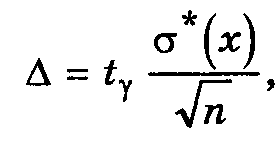 Δ = t_γ σ*(x) / √n,